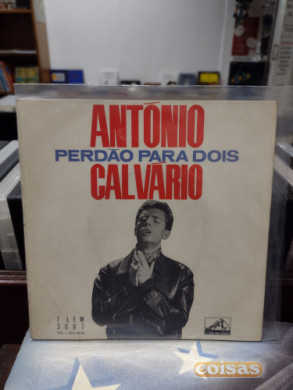 ANTÓNIO
PERDÃO PARA DOIS
CALVÁRIO
7 LEM
3097
coisas